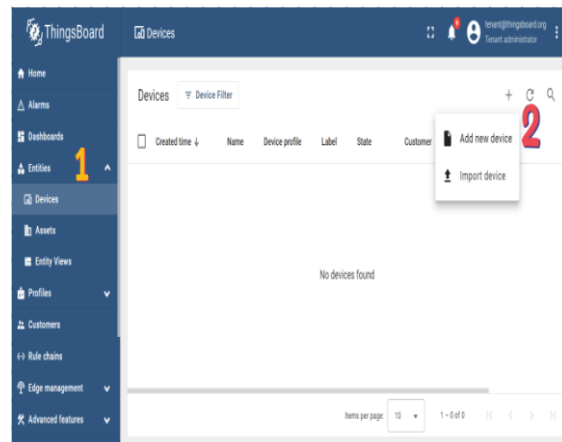 ThingsBoard
Devices
9
tenant@thingsboard.org
Tenant administrator
Home
Alarms
Dashboards
Entities
1
Devices
Assets
Entity Views
Profiles
Customers
Rule chains
Edge management
Advanced features
Devices
Device Filter
Created time
Name
Device profile
Label
State
Customer
Add new device
2
Import device
No devices found
Items per page:
10
1 – 0 of 0